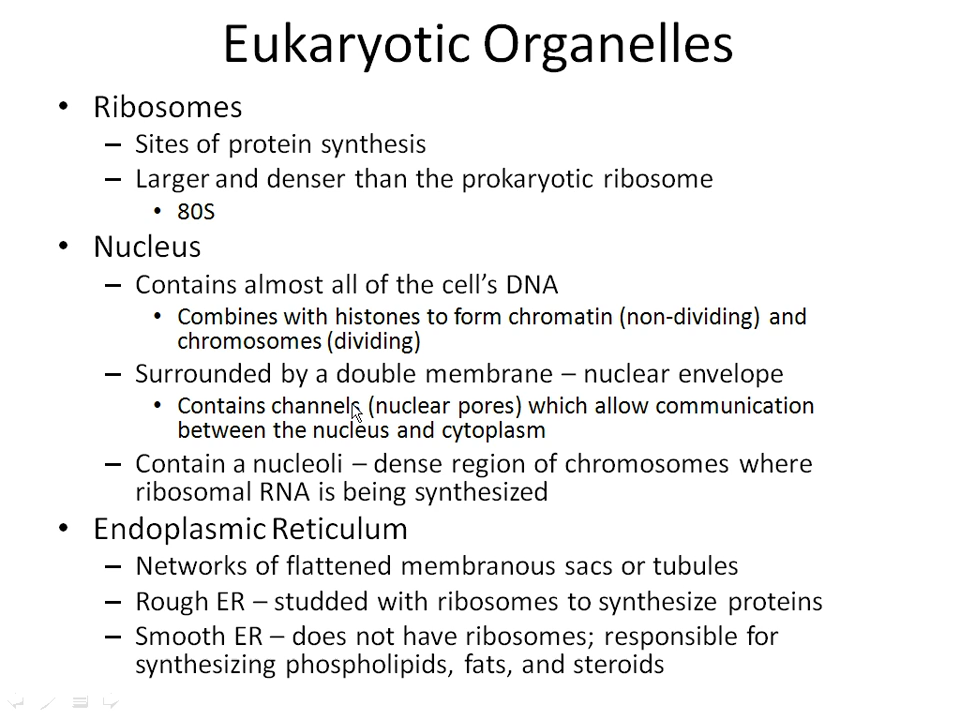 Eukaryotic Organelles
• Ribosomes
– Sites of protein synthesis
– Larger and denser than the prokaryotic ribosome
• 80S
• Nucleus
– Contains almost all of the cell’s DNA
• Combines with histones to form chromatin (non-dividing) and
chromosomes (dividing)
– Surrounded by a double membrane – nuclear envelope
• Contains channels (nuclear pores) which allow communication
between the nucleus and cytoplasm
– Contain a nucleoli – dense region of chromosomes where
ribosomal RNA is being synthesized
• Endoplasmic Reticulum
– Networks of flattened membranous sacs or tubules
– Rough ER – studded with ribosomes to synthesize proteins
– Smooth ER – does not have ribosomes; responsible for
synthesizing phospholipids, fats, and steroids